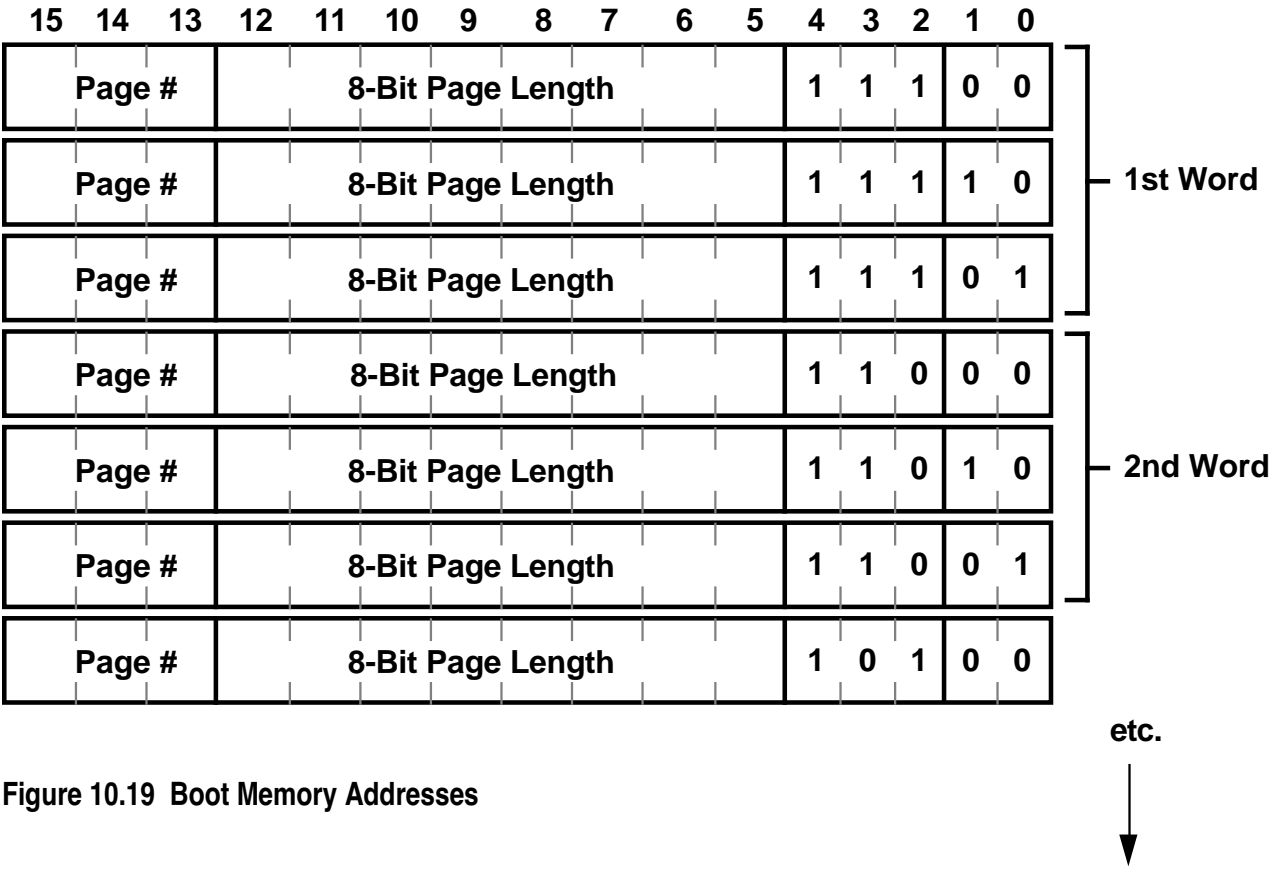 15 14 13 12 11 10 9 8 7 6 5 4 3 2 1 0
Page # 8-Bit Page Length 1 1 1 0 0
Page # 8-Bit Page Length 1 1 1 1 0
1st Word
Page # 8-Bit Page Length 1 1 1 0 1
Page # 8-Bit Page Length 1 1 0 0 0
Page # 8-Bit Page Length 1 1 0 1 0
2nd Word
Page # 8-Bit Page Length 1 1 0 0 1
Page # 8-Bit Page Length 1 0 1 0 0
etc.
Figure 10.19 Boot Memory Addresses